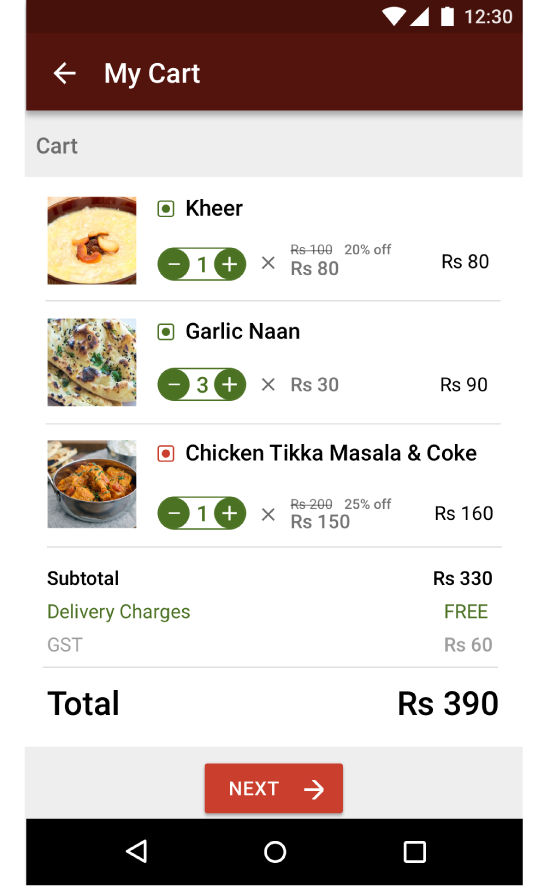 12:30
My Cart
Cart
Kheer
Rs 100 20% off
1 × Rs 80 Rs 80
Garlic Naan
3 × Rs 30 Rs 90
Chicken Tikka Masala & Coke
Rs 200 25% off
1 × Rs 150 Rs 160
Subtotal Rs 330
Delivery Charges FREE
GST Rs 60
Total Rs 390
NEXT